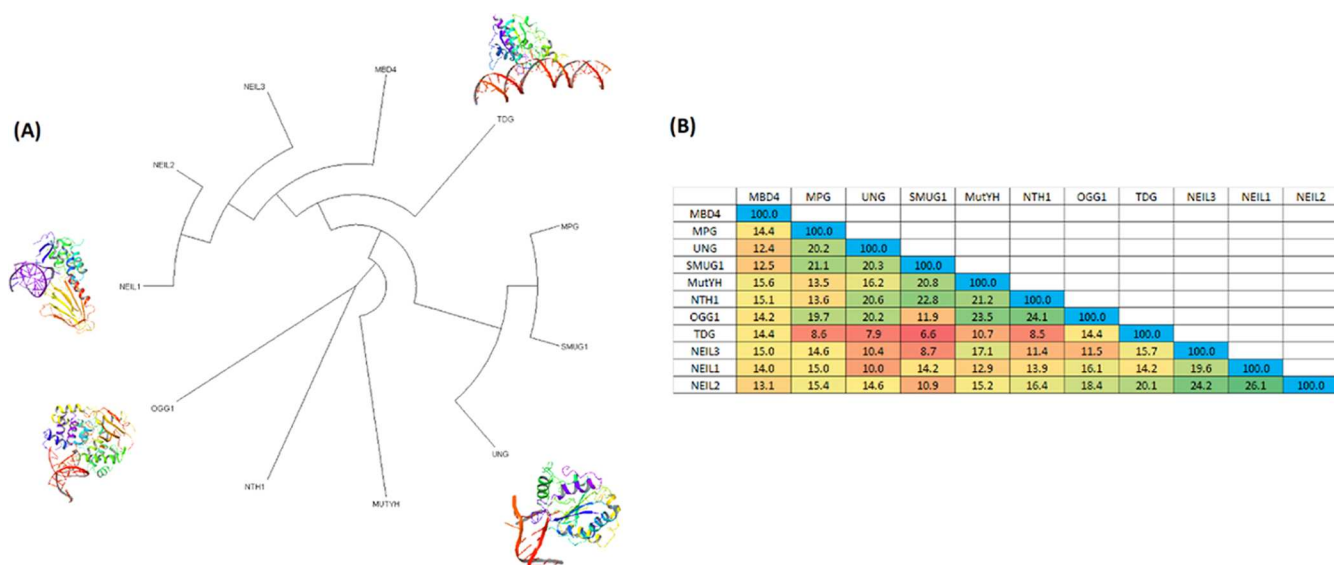 (A)
MBD4
NEIL3
TDG
NEIL2
MPG
NEIL1
SMUG1
OGG1
UNG
NTH1
MUTYH
(B)
MBD4 MPG UNG SMUG1 MutYH NTH1 OGG1 TDG NEIL3 NEIL1 NEIL2
MBD4 100.0
MPG 14.4 100.0
UNG 12.4 20.2 100.0
SMUG1 12.5 21.1 20.3 100.0
MutYH 15.6 13.5 16.2 20.8 100.0
NTH1 15.1 13.6 20.6 22.8 21.2 100.0
OGG1 14.2 19.7 20.2 11.9 23.5 24.1 100.0
TDG 14.4 8.6 7.9 6.6 10.7 8.5 14.4 100.0
NEIL3 15.0 14.6 10.4 8.7 17.1 11.4 11.5 15.7 100.0
NEIL1 14.0 15.0 10.0 14.2 12.9 13.9 16.1 14.2 19.6 100.0
NEIL2 13.1 15.4 14.6 10.9 15.2 16.4 18.4 20.1 24.2 26.1 100.0